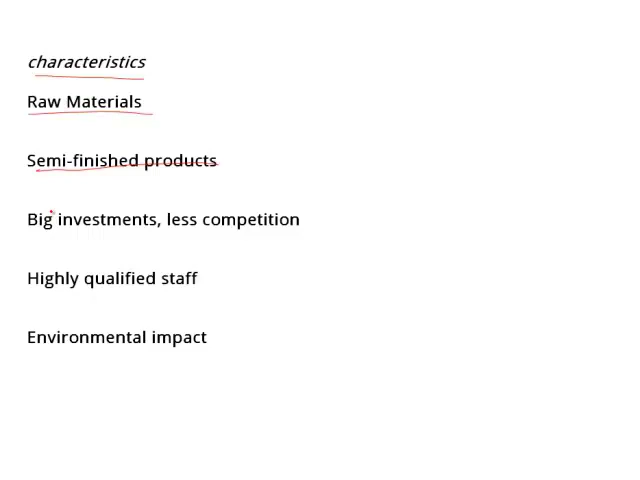 characteristics
Raw Materials
Semi-finished products
Big investments, less competition
Highly qualified staff
Environmental impact